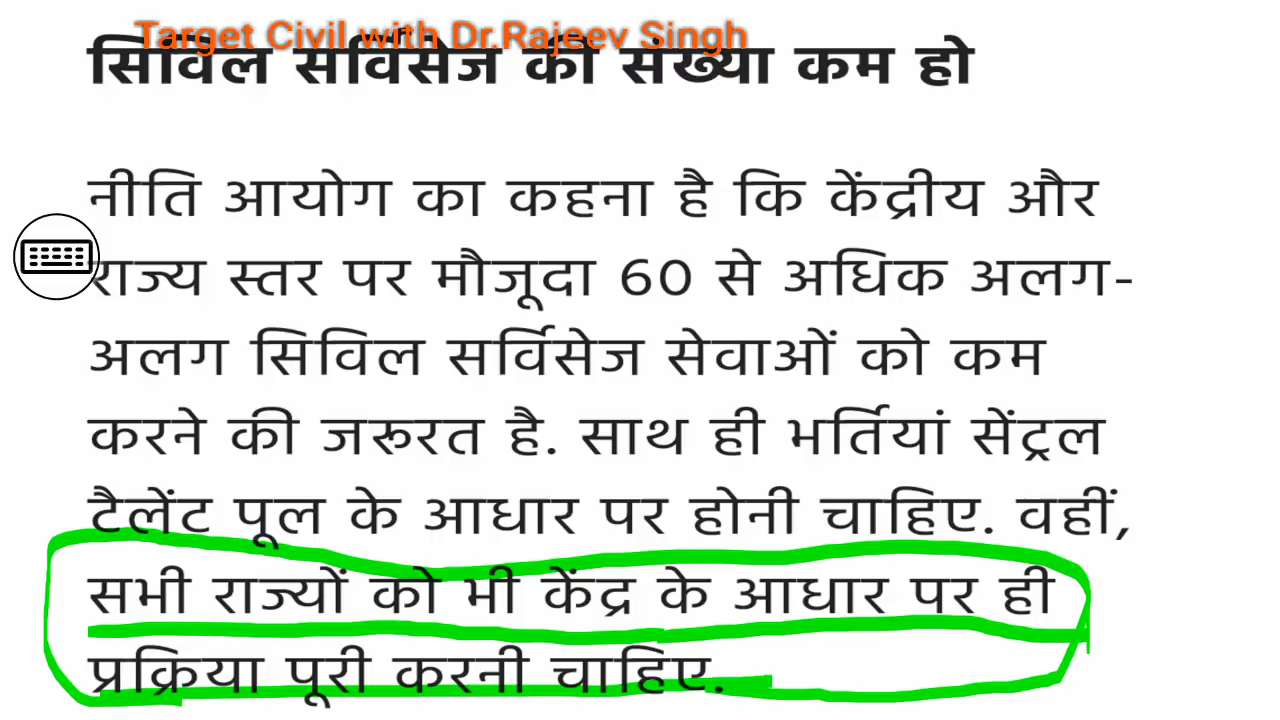 Target Civil with Dr.Rajeev Singh
सिविल सर्विसेज की संख्या कम हो
नीति आयोग का कहना है कि केंद्रीय और
राज्य स्तर पर मौजूदा 60 से अधिक अलग-
अलग सिविल सर्विसेज सेवाओं को कम
करने की जरूरत है. साथ ही भर्तियां सेंट्रल
टैलेंट पूल के आधार पर होनी चाहिए. वहीं,
सभी राज्यों को भी केंद्र के आधार पर ही
प्रक्रिया पूरी करनी चाहिए.